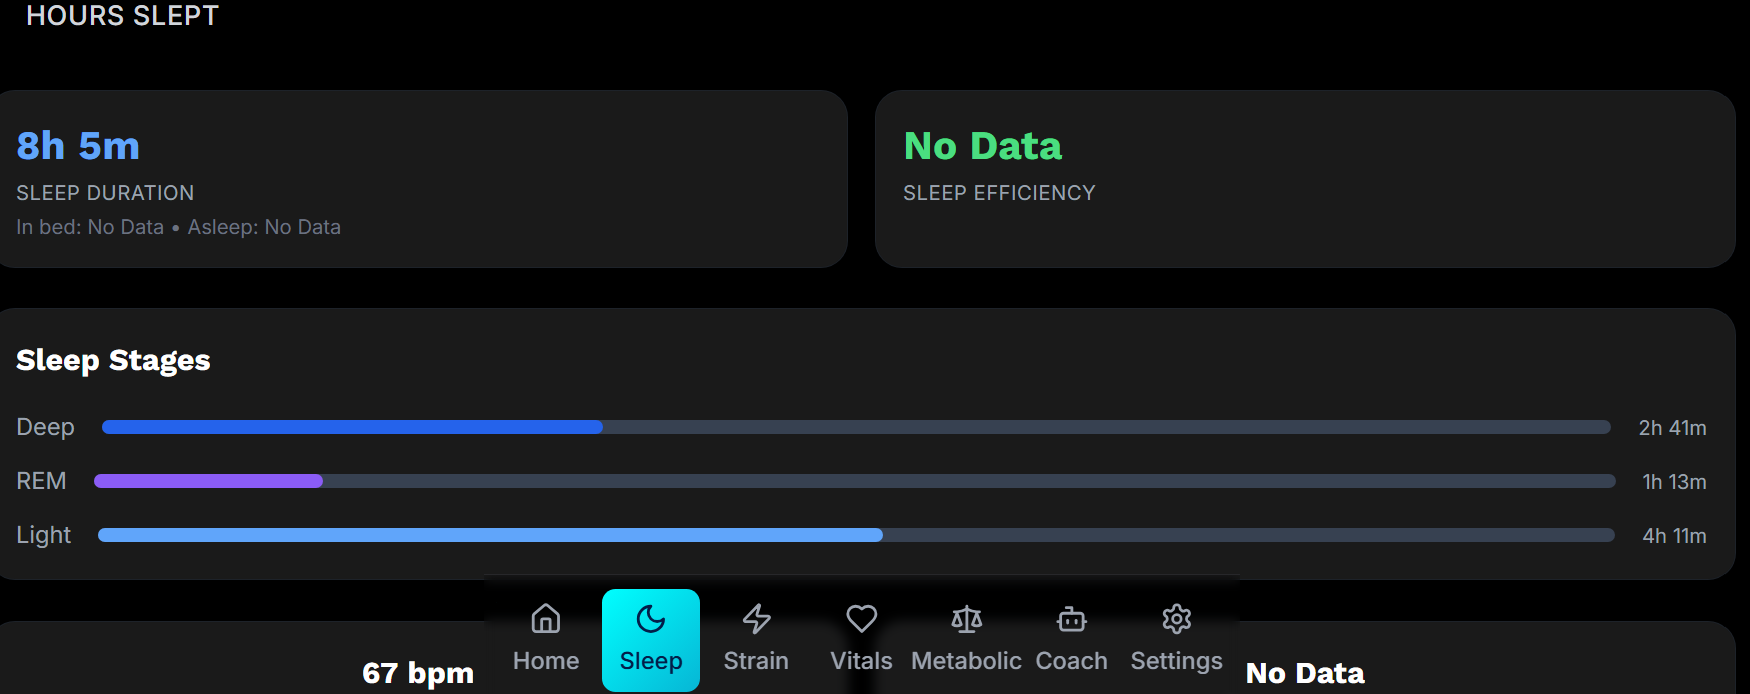 HOURS SLEPT
8h 5m
SLEEP DURATION
In bed: No Data • Asleep: No Data
No Data
SLEEP EFFICIENCY
Sleep Stages
Deep 2h 41m
REM 1h 13m
Light 4h 11m
67 bpm
No Data
Home Sleep Strain Vitals Metabolic Coach Settings